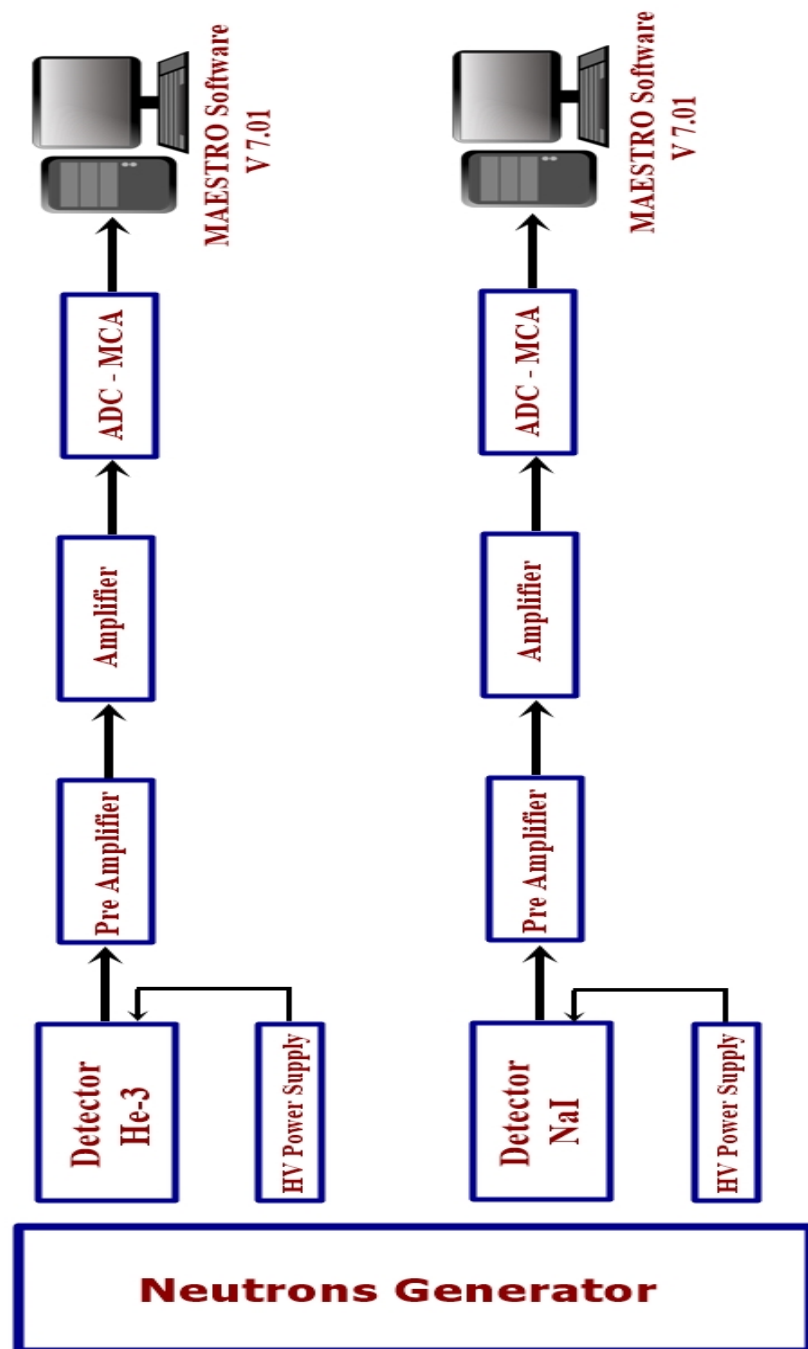 MAESTRO Software
V 7.01
ADC - MCA
Amplifier
Pre Amplifier
Detector
He-3
HV Power Supply
MAESTRO Software
V 7.01
ADC - MCA
Amplifier
Pre Amplifier
Detector
NaI
HV Power Supply
Neutrons Generator